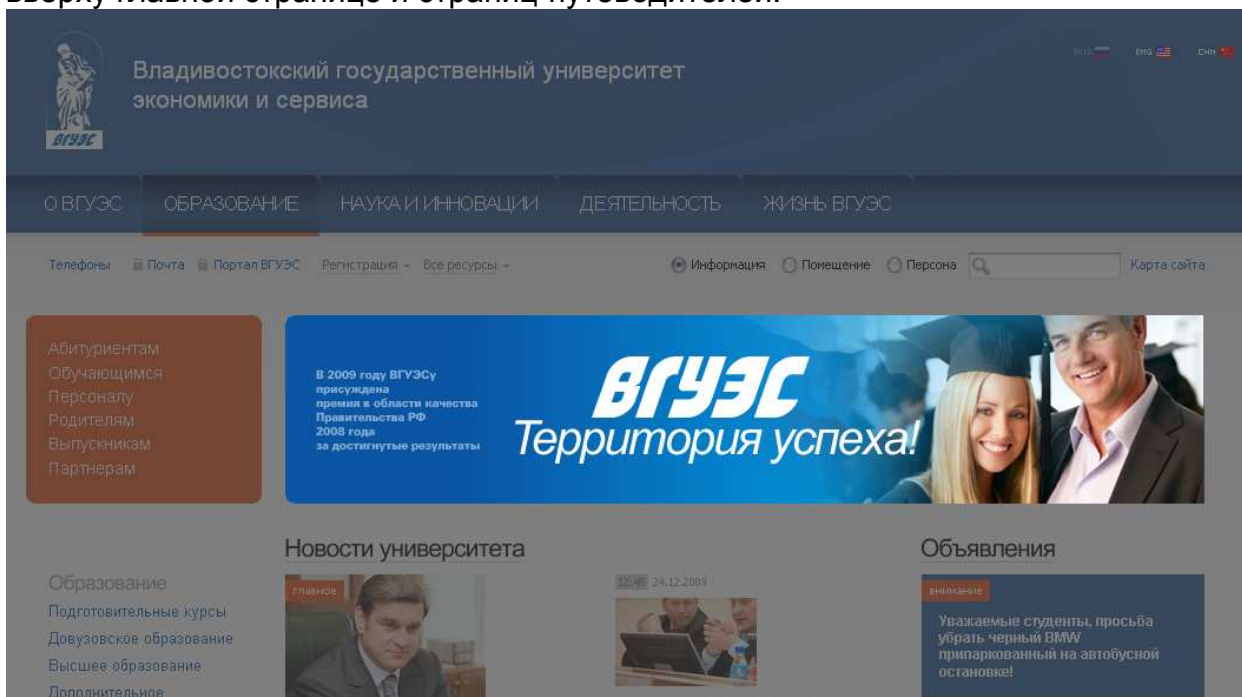 вверху главной странице и страниц путеводителей.
Владивостокский государственный университет
экономики и сервиса
ВГУЭС
RUS
ENG
CHN
О ВГУЭС
ОБРАЗОВАНИЕ
НАУКА И ИННОВАЦИИ
ДЕЯТЕЛЬНОСТЬ
ЖИЗНЬ ВГУЭС
Телефоны
Почта
Портал ВГУЭС
Регистрация
Все ресурсы
Информация
Помещение
Персона
Карта сайта
Абитуриентам
Обучающимся
Персоналу
Родителям
Выпускникам
Партнерам
В 2009 году ВГУЭСу
присуждена
премия в области качества
Правительства РФ
2008 года
за достигнутые результаты
ВГУЭС
Территория успеха!
Образование
Подготовительные курсы
Довузовское образование
Высшее образование
Дополнительное
Новости университета
главное
12:46 24.12.2009
Объявления
внимание
Уважаемые студенты, просьба
убрать черный BMW
припаркованный на автобусной
остановке!